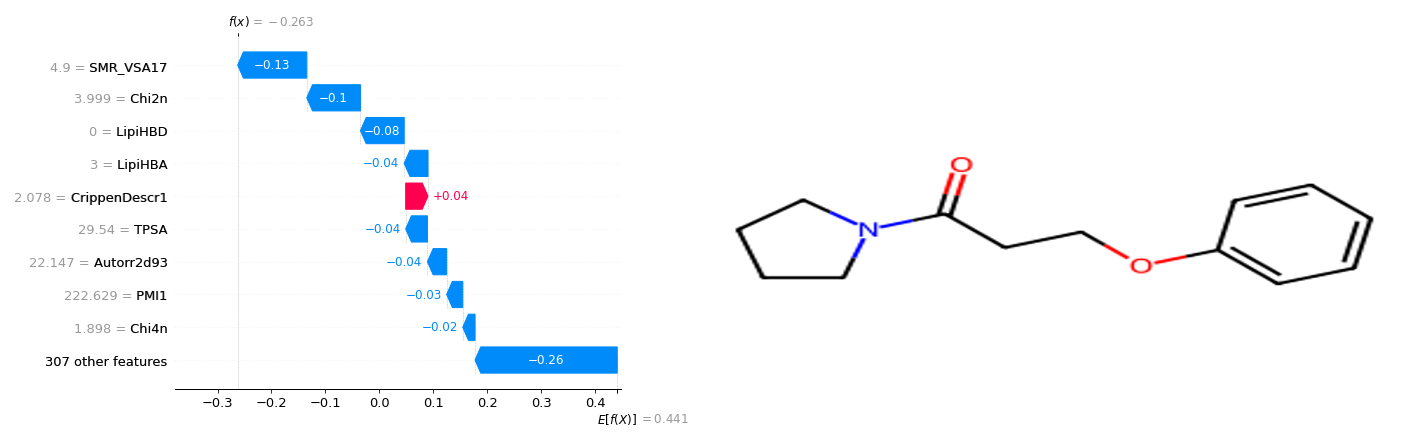 f(x) = −0.263
4.9 = SMR_VSA17
−0.13
3.999 = Chi2n
−0.1
0 = LipiHBD
−0.08
3 = LipiHBA
−0.04
2.078 = CrippenDescr1
+0.04
29.54 = TPSA
−0.04
22.147 = Autorr2d93
−0.04
222.629 = PMI1
−0.03
1.898 = Chi4n
−0.02
307 other features
−0.26
−0.3 −0.2 −0.1 0.0 0.1 0.2 0.3 0.4
E[f(X)] = 0.441
O
N
O